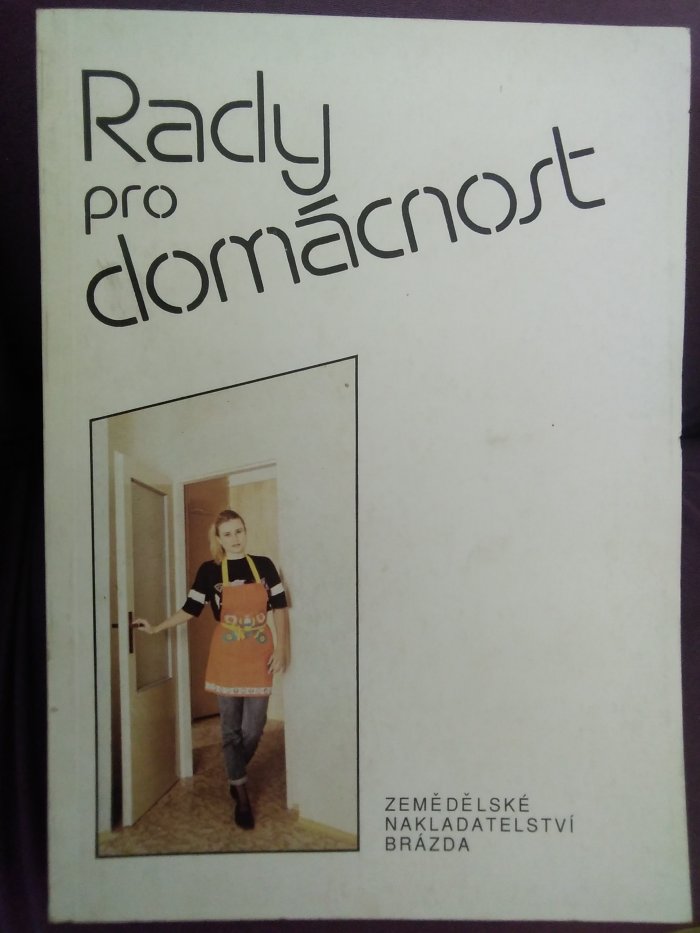 Rady
pro
domácnost
ZEMĚDĚLSKÉ
NAKLADATELSTVÍ
BRÁZDA